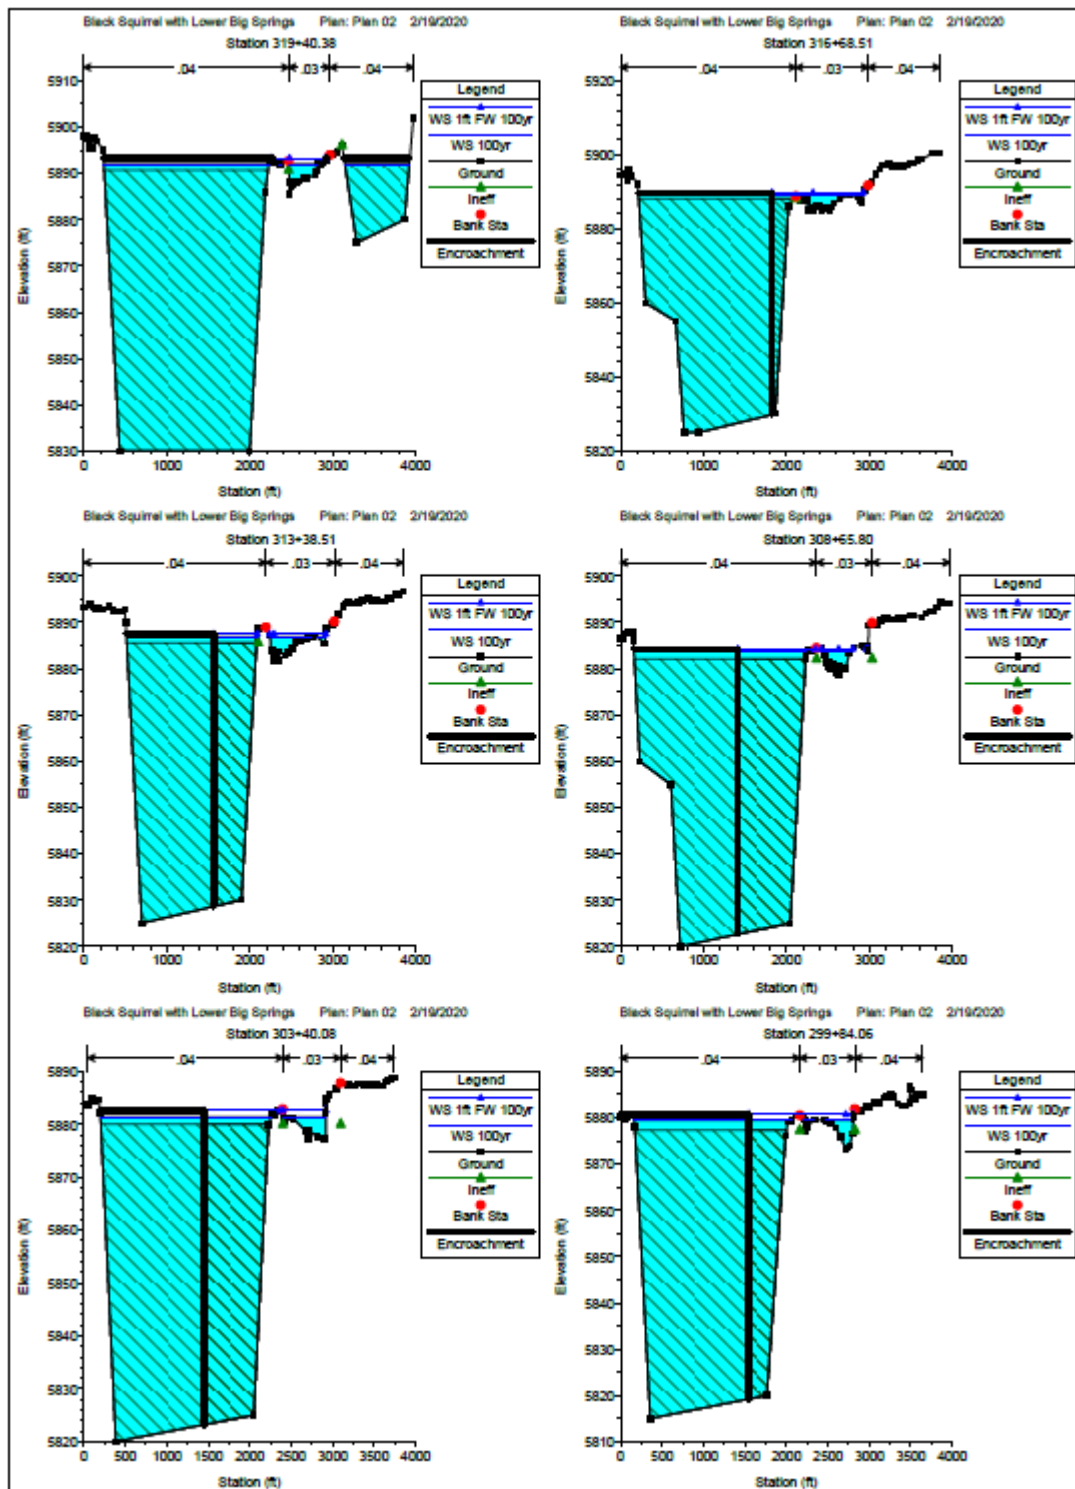 Black Squirrel with Lower Big Springs Plan: Plan 02 2/19/2020
Station 319+40.38
.04 .03 .04
5910
5900
5890
5880
5870
5860
5850
5840
5830
0 1000 2000 3000 4000
Elevation (ft)
Station (ft)
Legend
WS 1ft FW 100yr
WS 100yr
Ground
Ineff
Bank Sta
Encroachment
Black Squirrel with Lower Big Springs Plan: Plan 02 2/19/2020
Station 316+68.51
.04 .03 .04
5920
5900
5880
5860
5840
5820
0 1000 2000 3000 4000
Elevation (ft)
Station (ft)
Legend
WS 1ft FW 100yr
WS 100yr
Ground
Ineff
Bank Sta
Encroachment
Black Squirrel with Lower Big Springs Plan: Plan 02 2/19/2020
Station 313+38.51
.04 .03 .04
5900
5890
5880
5870
5860
5850
5840
5830
5820
0 1000 2000 3000 4000
Elevation (ft)
Station (ft)
Legend
WS 1ft FW 100yr
WS 100yr
Ground
Ineff
Bank Sta
Encroachment
Black Squirrel with Lower Big Springs Plan: Plan 02 2/19/2020
Station 308+65.80
.04 .03 .04
5900
5890
5880
5870
5860
5850
5840
5830
5820
0 1000 2000 3000 4000
Elevation (ft)
Station (ft)
Legend
WS 1ft FW 100yr
WS 100yr
Ground
Ineff
Bank Sta
Encroachment
Black Squirrel with Lower Big Springs Plan: Plan 02 2/19/2020
Station 303+40.08
.04 .03 .04
5890
5880
5870
5860
5850
5840
5830
5820
0 500 1000 1500 2000 2500 3000 3500 4000
Elevation (ft)
Station (ft)
Legend
WS 1ft FW 100yr
WS 100yr
Ground
Ineff
Bank Sta
Encroachment
Black Squirrel with Lower Big Springs Plan: Plan 02 2/19/2020
Station 299+84.06
.04 .03 .04
5890
5880
5870
5860
5850
5840
5830
5820
5810
0 500 1000 1500 2000 2500 3000 3500 4000
Elevation (ft)
Station (ft)
Legend
WS 1ft FW 100yr
WS 100yr
Ground
Ineff
Bank Sta
Encroachment